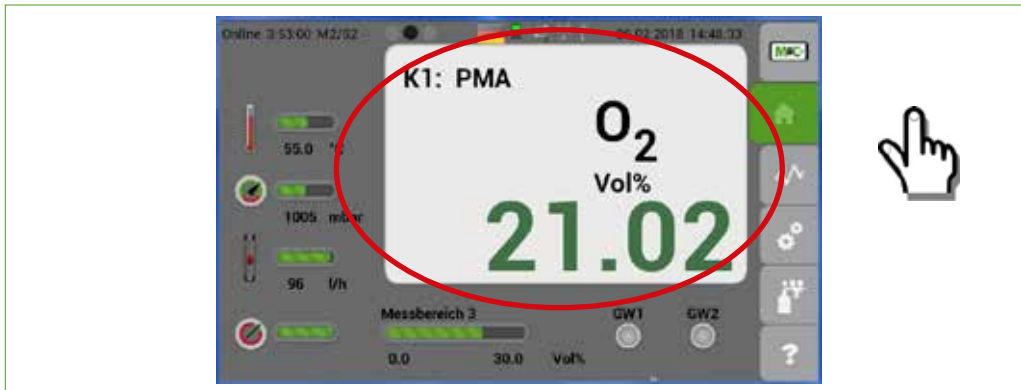 Online 3:53:00 M2/S2
06.02.2018 14:48:33
M&C
K1: PMA
O2
Vol%
21.02
55.0 °C
1005 mbar
96 l/h
Messbereich 3
0.0 30.0 Vol%
GW1 GW2
?